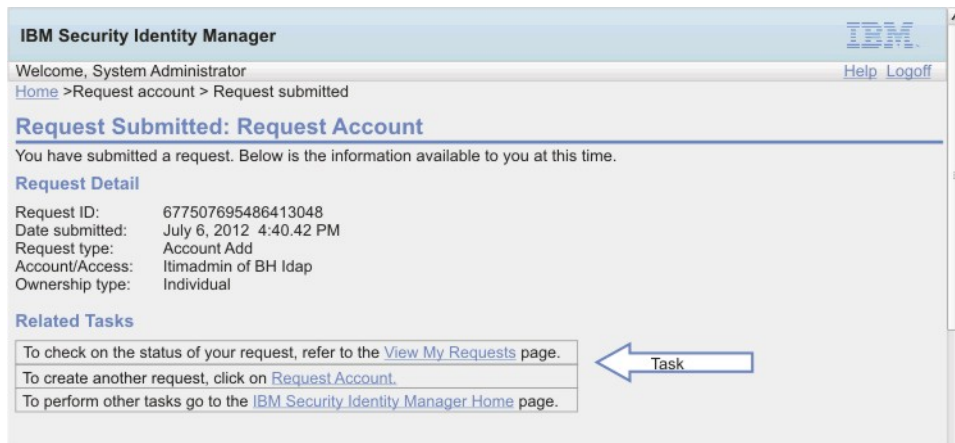 IBM Security Identity Manager
IBM.
Welcome, System Administrator
Help Logoff
Home >Request account > Request submitted
Request Submitted: Request Account
You have submitted a request. Below is the information available to you at this time.
Request Detail
Request ID: 677507695486413048
Date submitted: July 6, 2012 4:40.42 PM
Request type: Account Add
Account/Access: Itimadmin of BH Idap
Ownership type: Individual
Related Tasks
To check on the status of your request, refer to the View My Requests page.
Task
To create another request, click on Request Account.
To perform other tasks go to the IBM Security Identity Manager Home page.